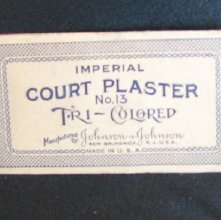 IMPERIAL
COURT PLASTER
No. 13
TRI-COLORED
Manufactured by Johnson & Johnson
NEW BRUNSWICK, N.J., U.S.A.
MADE IN U.S.A.